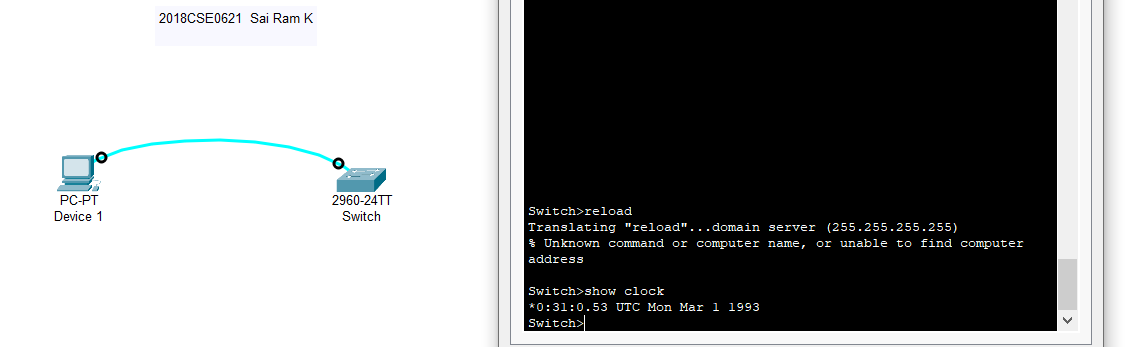 2018CSE0621  Sai Ram K
PC-PT
Device 1
2960-24TT
Switch
Switch>reload
Translating "reload"...domain server (255.255.255.255)
% Unknown command or computer name, or unable to find computer
address
Switch>show clock
*0:31:0.53 UTC Mon Mar 1 1993
Switch>